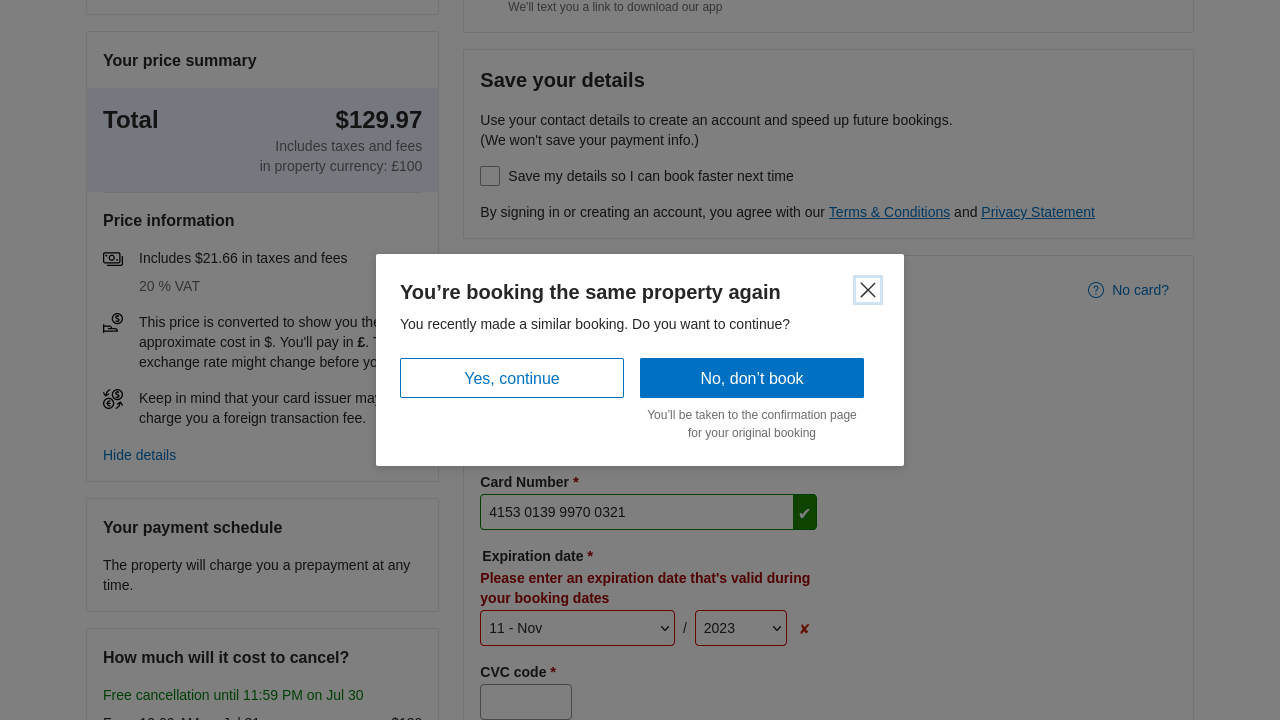 We'll text you a link to download our app
Your price summary
Total $129.97
Includes taxes and fees
in property currency: £100
Price information
Includes $21.66 in taxes and fees
20 % VAT
This price is converted to show you the
approximate cost in $. You'll pay in £.
exchange rate might change before
Keep in mind that your card issuer may
charge you a foreign transaction fee.
Hide details
Your payment schedule
The property will charge you a prepayment at any
time.
How much will it cost to cancel?
Free cancellation until 11:59 PM on Jul 30
Save your details
Use your contact details to create an account and speed up future bookings.
(We won't save your payment info.)
Save my details so I can book faster next time
By signing in or creating an account, you agree with our Terms & Conditions and Privacy Statement
No card?
You’re booking the same property again
You recently made a similar booking. Do you want to continue?
Yes, continue
No, don’t book
You’ll be taken to the confirmation page
for your original booking
Card Number *
4153 0139 9970 0321
Expiration date *
Please enter an expiration date that's valid during
your booking dates
11 - Nov / 2023
CVC code *